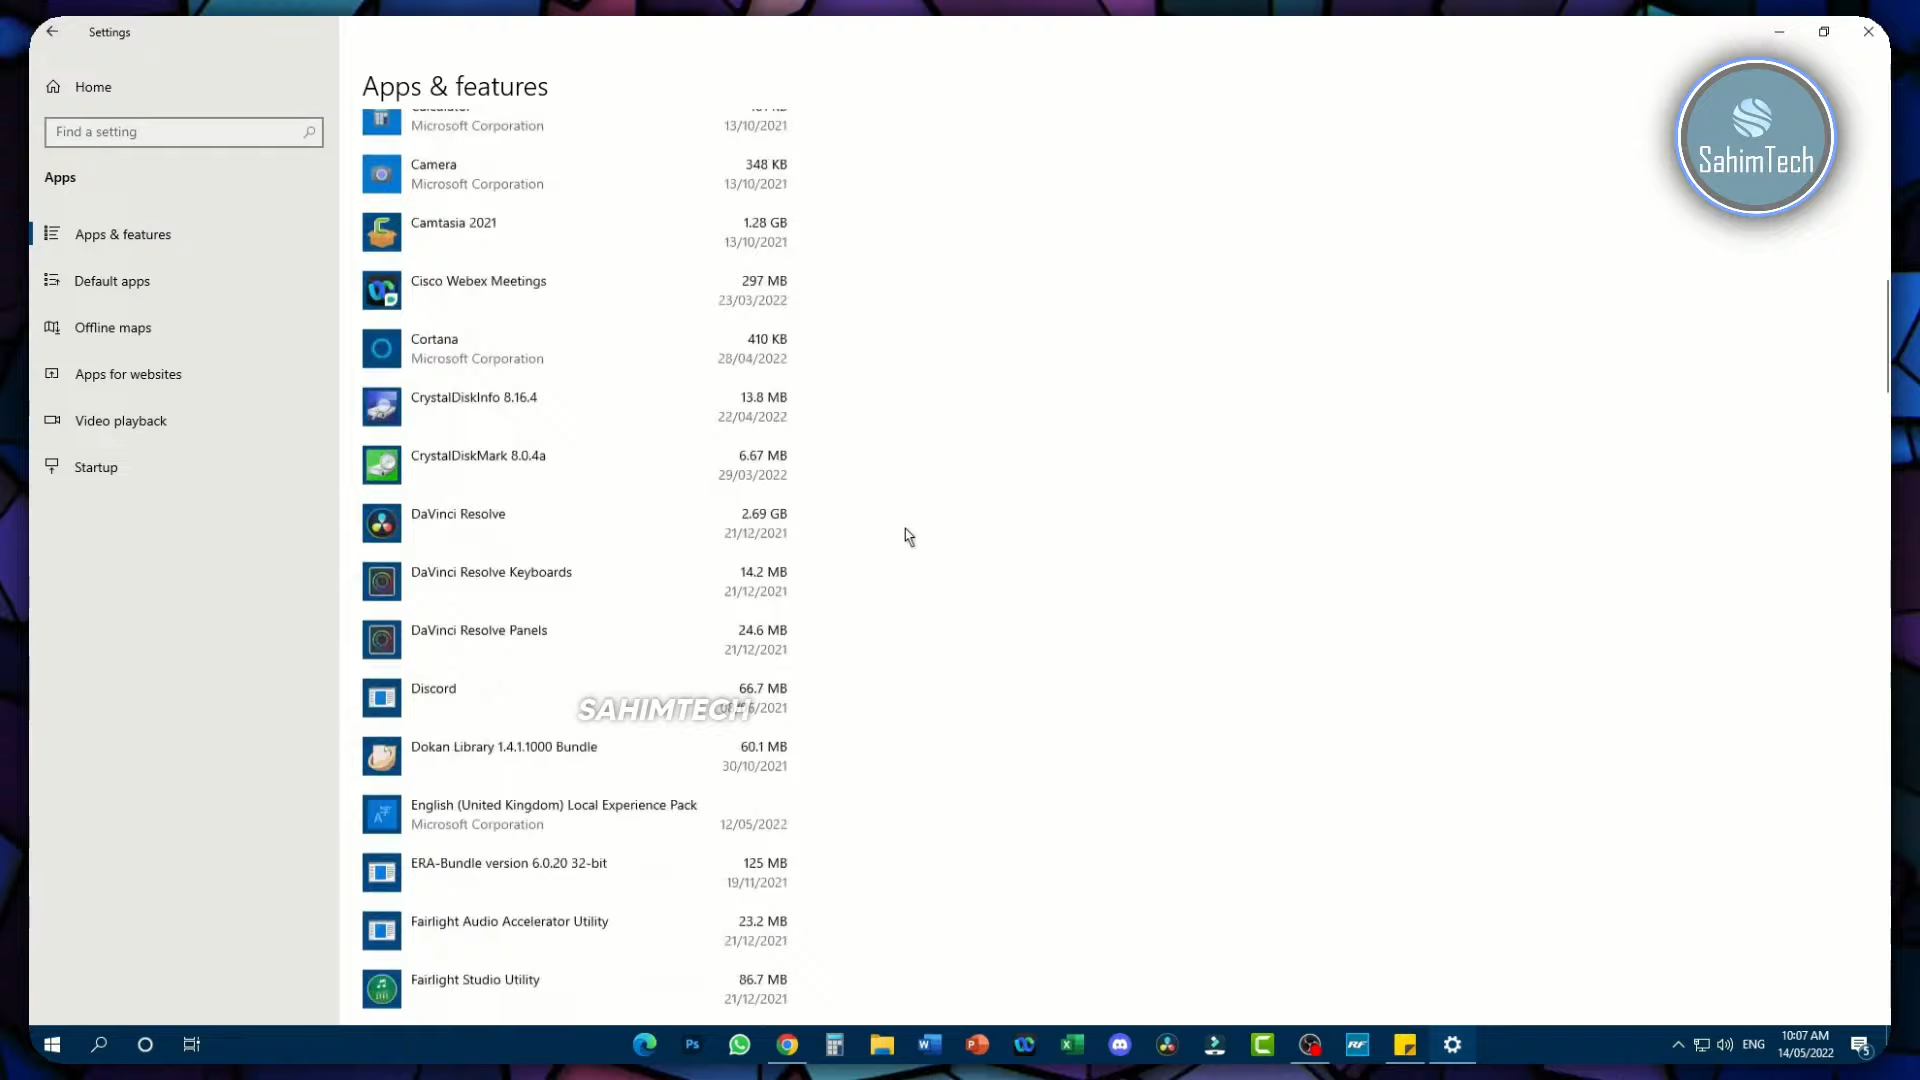 Settings
Home
Find a setting
Apps
Apps & features
Default apps
Offline maps
Apps for websites
Video playback
Startup
Apps & features
Microsoft Corporation 13/10/2021
Camera 348 KB
Microsoft Corporation 13/10/2021
Camtasia 2021 1.28 GB
13/10/2021
Cisco Webex Meetings 297 MB
23/03/2022
Cortana 410 KB
Microsoft Corporation 28/04/2022
CrystalDiskInfo 8.16.4 13.8 MB
22/04/2022
CrystalDiskMark 8.0.4a 6.67 MB
29/03/2022
DaVinci Resolve 2.69 GB
21/12/2021
DaVinci Resolve Keyboards 14.2 MB
21/12/2021
DaVinci Resolve Panels 24.6 MB
21/12/2021
Discord 66.7 MB
SAHIMTECH
Dokan Library 1.4.1.1000 Bundle 60.1 MB
30/10/2021
English (United Kingdom) Local Experience Pack
Microsoft Corporation 12/05/2022
ERA-Bundle version 6.0.20 32-bit 125 MB
19/11/2021
Fairlight Audio Accelerator Utility 23.2 MB
21/12/2021
Fairlight Studio Utility 86.7 MB
21/12/2021
SahimTech
Ps
RF
ENG
10:07 AM
14/05/2022
5